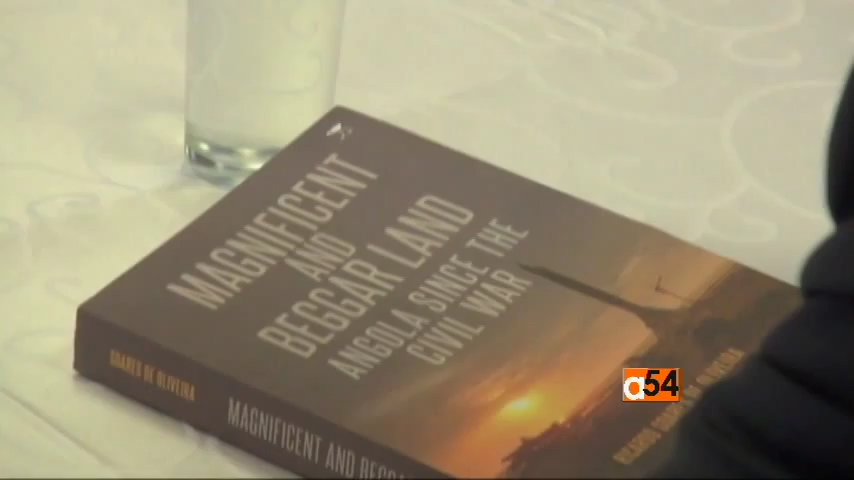 MAGNIFICENT
AND
BEGGAR LAND
ANGOLA SINCE THE
CIVIL WAR
RICARDO SOARES DE OLIVEIRA
SOARES DE OLIVEIRA
MAGNIFICENT AND BEGGA
a54